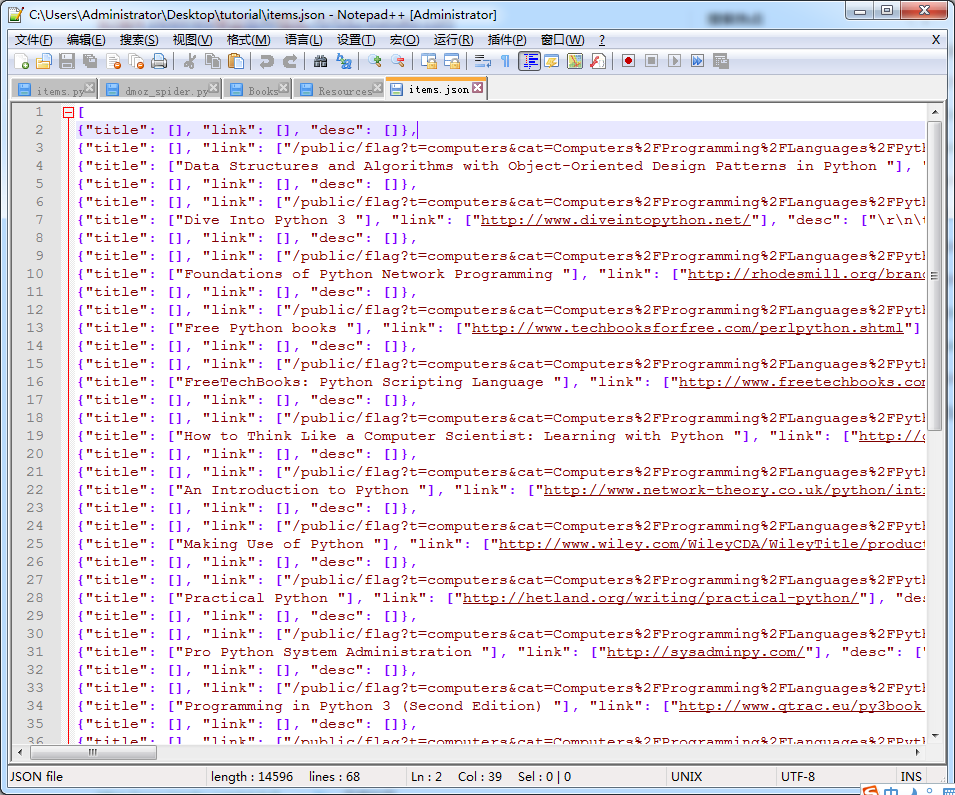 C:\Users\Administrator\Desktop\tutorial\items.json - Notepad++ [Administrator]
文件(F) 编辑(E) 搜索(S) 视图(V) 格式(M) 语言(L) 设置(T) 宏(O) 运行(R) 插件(P) 窗口(W) ? X
items.py dmoz_spider.py Books Resources items.json
1 [
2 {"title": [], "link": [], "desc": []},
3 {"title": [], "link": ["/public/flag?t=computers&cat=Computers%2FProgramming%2FLanguages%2FPyth
4 {"title": ["Data Structures and Algorithms with Object-Oriented Design Patterns in Python "], "
5 {"title": [], "link": [], "desc": []},
6 {"title": [], "link": ["/public/flag?t=computers&cat=Computers%2FProgramming%2FLanguages%2FPyth
7 {"title": ["Dive Into Python 3 "], "link": ["http://www.diveintopython.net/"], "desc": ["\r\n\t
8 {"title": [], "link": [], "desc": []},
9 {"title": [], "link": ["/public/flag?t=computers&cat=Computers%2FProgramming%2FLanguages%2FPyth
10 {"title": ["Foundations of Python Network Programming "], "link": ["http://rhodesmill.org/bran
11 {"title": [], "link": [], "desc": []},
12 {"title": [], "link": ["/public/flag?t=computers&cat=Computers%2FProgramming%2FLanguages%2FPyth
13 {"title": ["Free Python books "], "link": ["http://www.techbooksforfree.com/perlpython.shtml"]
14 {"title": [], "link": [], "desc": []},
15 {"title": [], "link": ["/public/flag?t=computers&cat=Computers%2FProgramming%2FLanguages%2FPyth
16 {"title": ["FreeTechBooks: Python Scripting Language "], "link": ["http://www.freetechbooks.com
17 {"title": [], "link": [], "desc": []},
18 {"title": [], "link": ["/public/flag?t=computers&cat=Computers%2FProgramming%2FLanguages%2FPyth
19 {"title": ["How to Think Like a Computer Scientist: Learning with Python "], "link": ["http://
20 {"title": [], "link": [], "desc": []},
21 {"title": [], "link": ["/public/flag?t=computers&cat=Computers%2FProgramming%2FLanguages%2FPyth
22 {"title": ["An Introduction to Python "], "link": ["http://www.network-theory.co.uk/python/int
23 {"title": [], "link": [], "desc": []},
24 {"title": [], "link": ["/public/flag?t=computers&cat=Computers%2FProgramming%2FLanguages%2FPyth
25 {"title": ["Making Use of Python "], "link": ["http://www.wiley.com/WileyCDA/WileyTitle/product
26 {"title": [], "link": [], "desc": []},
27 {"title": [], "link": ["/public/flag?t=computers&cat=Computers%2FProgramming%2FLanguages%2FPyth
28 {"title": ["Practical Python "], "link": ["http://hetland.org/writing/practical-python/"], "des
29 {"title": [], "link": [], "desc": []},
30 {"title": [], "link": ["/public/flag?t=computers&cat=Computers%2FProgramming%2FLanguages%2FPyth
31 {"title": ["Pro Python System Administration "], "link": ["http://sysadminpy.com/"], "desc": ["
32 {"title": [], "link": [], "desc": []},
33 {"title": [], "link": ["/public/flag?t=computers&cat=Computers%2FProgramming%2FLanguages%2FPyth
34 {"title": ["Programming in Python 3 (Second Edition) "], "link": ["http://www.qtrac.eu/py3book
35 {"title": [], "link": [], "desc": []},
36 {"title": [], "link": ["/public/flag?t=computers&cat=Computers%2FProgramming%2FLanguages%2FPyth
JSON file length : 14596 lines : 68 Ln : 2 Col : 39 Sel : 0 | 0 UNIX UTF-8 INS